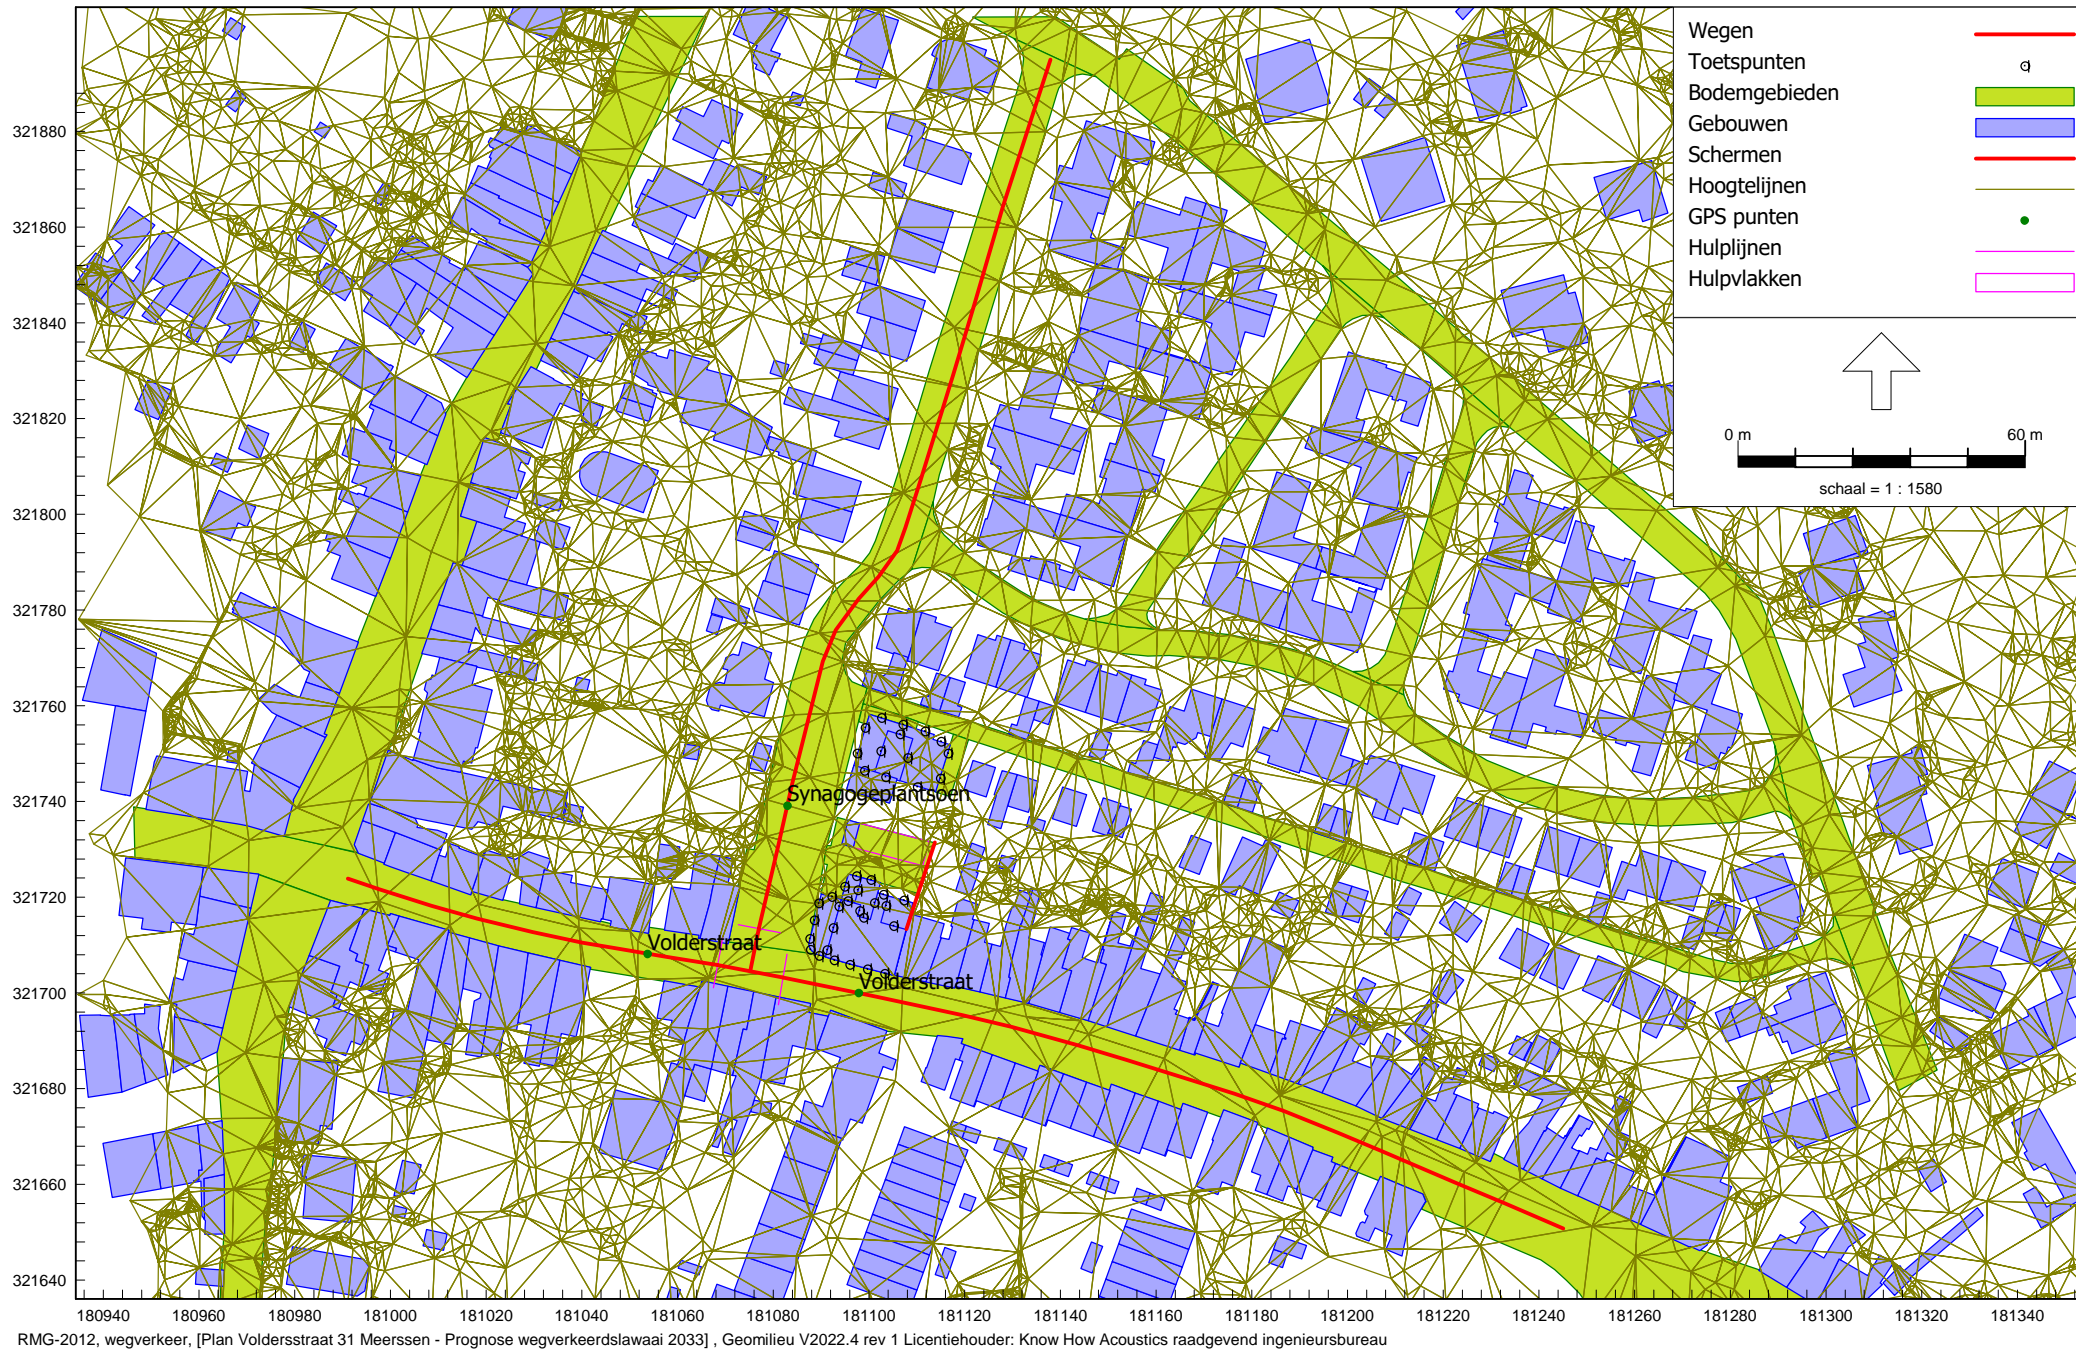 Wegen
Toetspunten
Bodemgebieden
Gebouwen
Schermen
Hoogtelijnen
GPS punten
Hulplijnen
Hulpvlakken
0 m 60 m
schaal = 1 : 1580
321880
321860
321840
321820
321800
321780
321760
321740
321720
321700
321680
321660
321640
Synagogeplantsoen
Volderstraat
Volderstraat
180940 180960 180980 181000 181020 181040 181060 181080 181100 181120 181140 181160 181180 181200 181220 181240 181260 181280 181300 181320 181340
RMG-2012, wegverkeer, [Plan Voldersstraat 31 Meerssen - Prognose wegverkeerdslawaai 2033] , Geomilieu V2022.4 rev 1 Licentiehouder: Know How Acoustics raadgevend ingenieursbureau